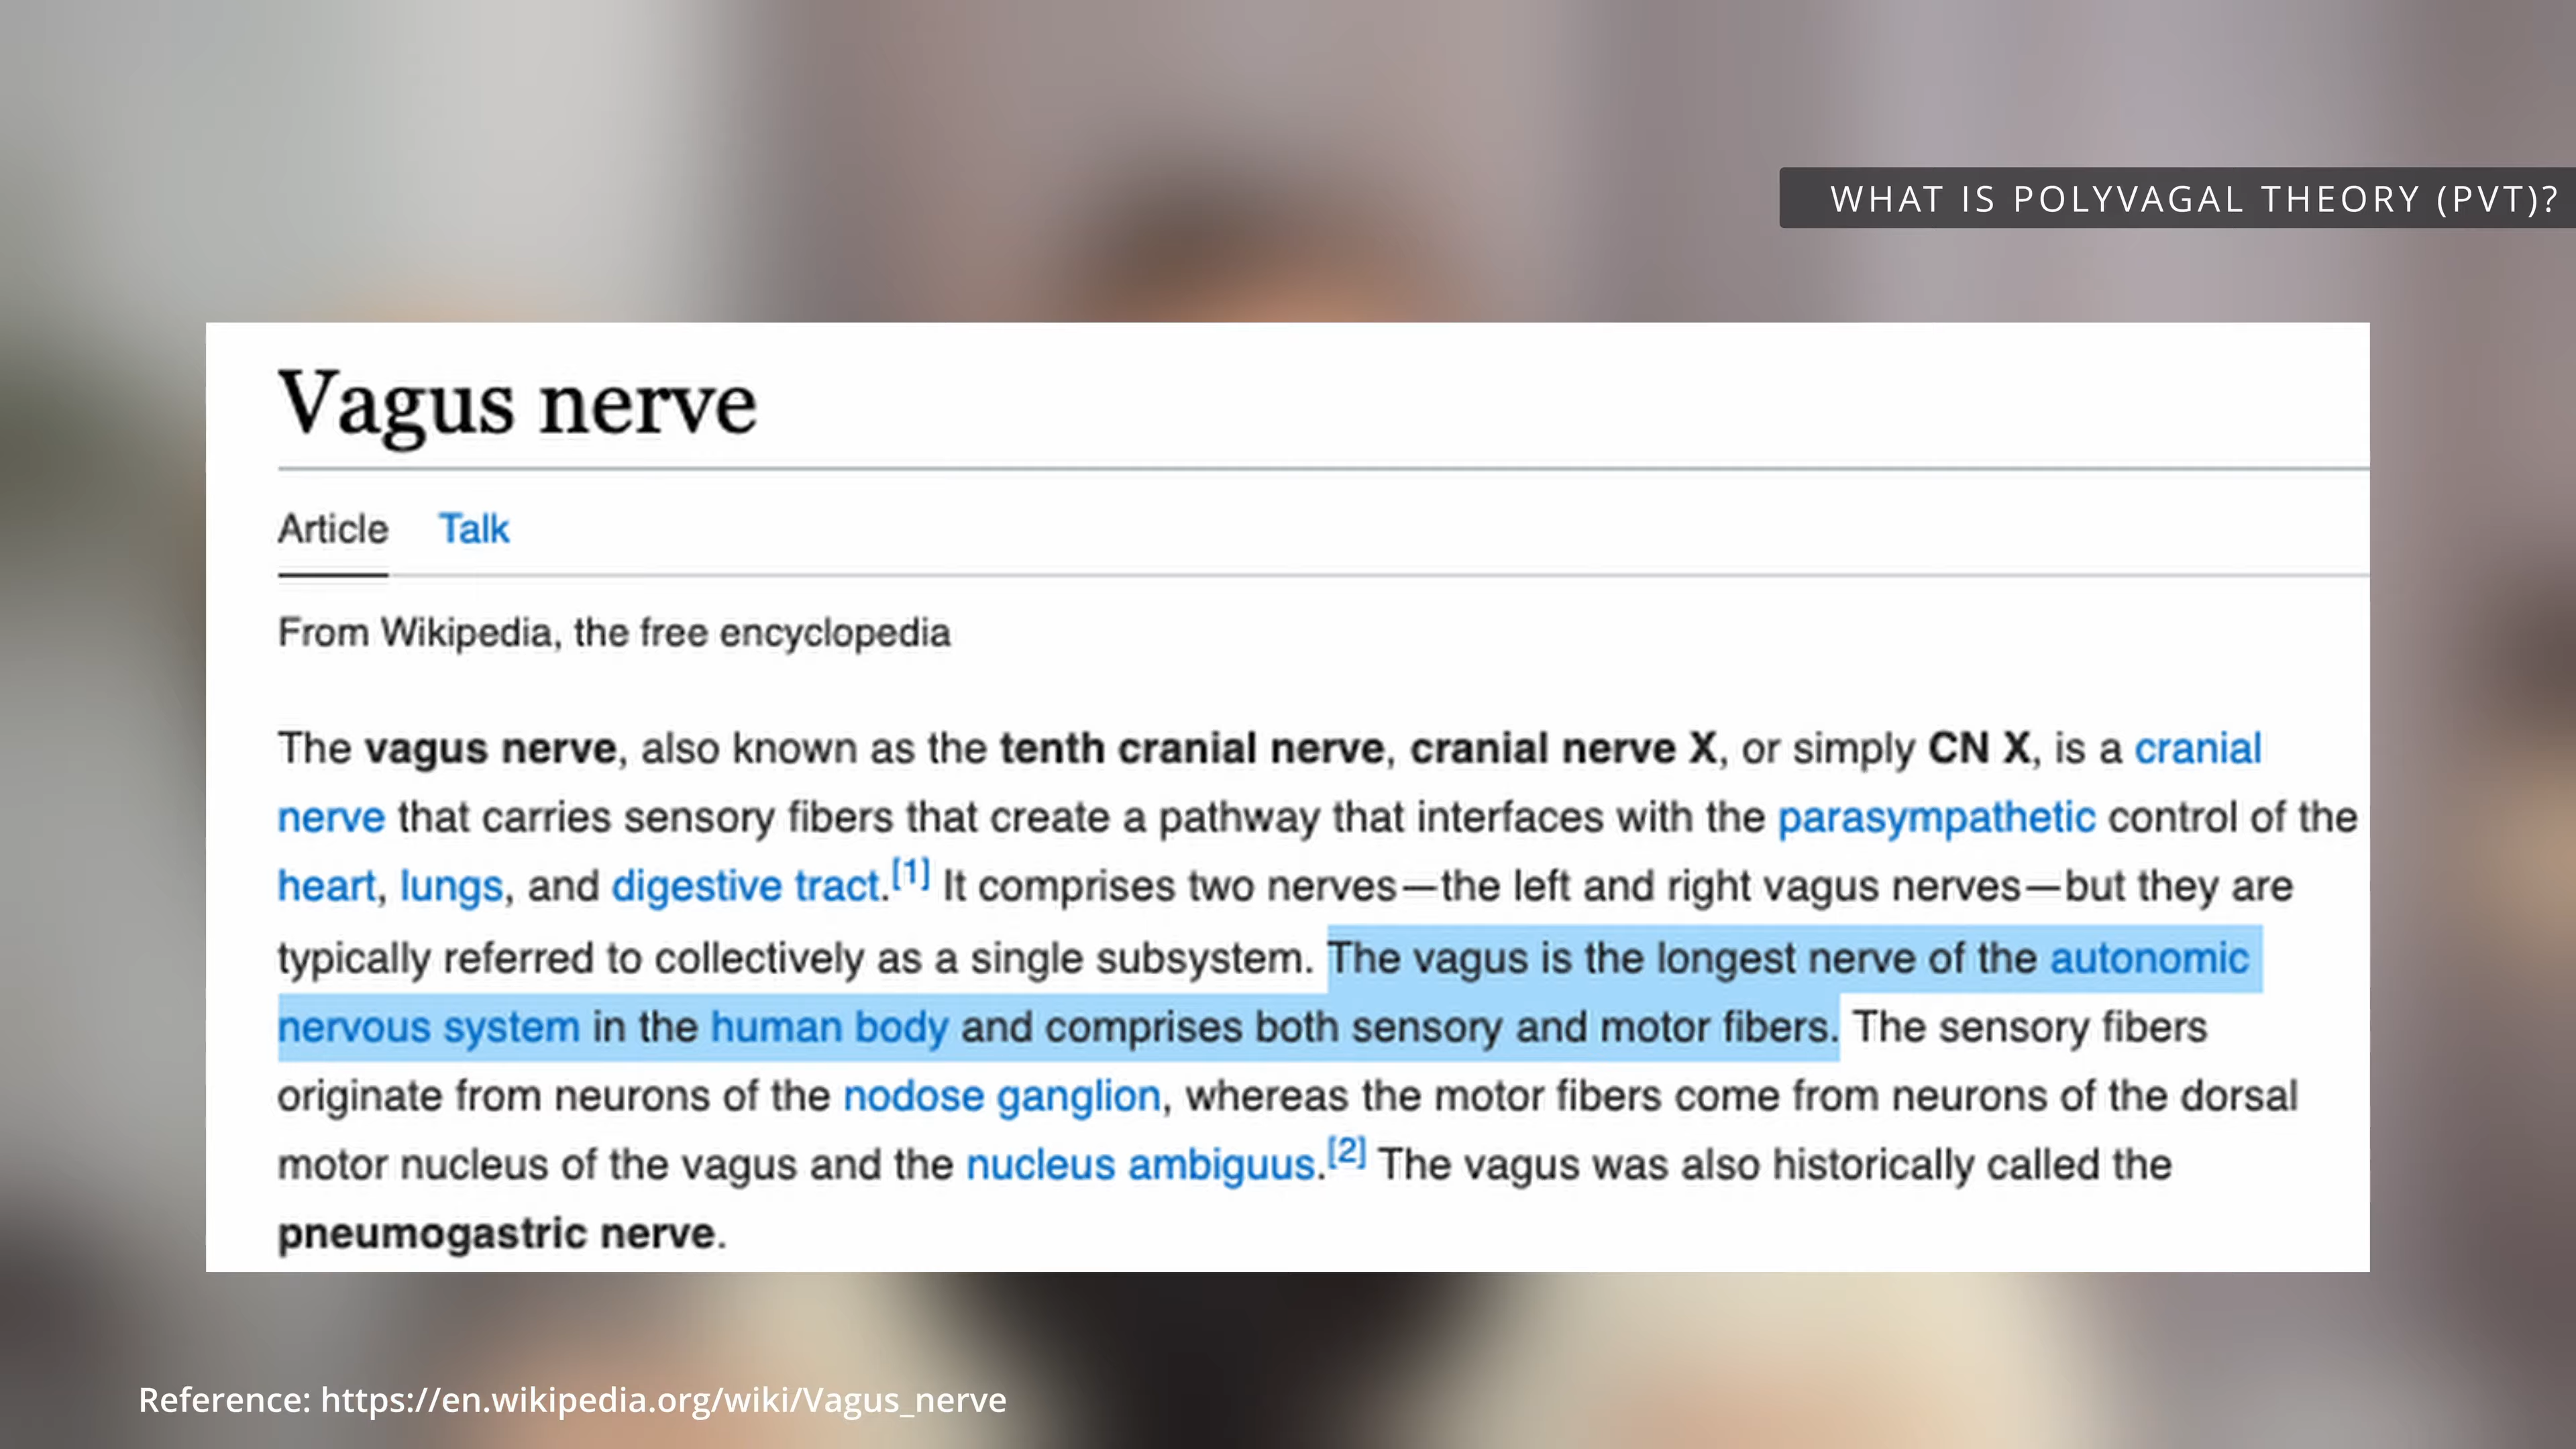 WHAT IS POLYVAGAL THEORY (PVT)?
Vagus nerve
Article Talk
From Wikipedia, the free encyclopedia
The vagus nerve, also known as the tenth cranial nerve, cranial nerve X, or simply CN X, is a cranial
nerve that carries sensory fibers that create a pathway that interfaces with the parasympathetic control of the
heart, lungs, and digestive tract.[1] It comprises two nerves—the left and right vagus nerves—but they are
typically referred to collectively as a single subsystem. The vagus is the longest nerve of the autonomic
nervous system in the human body and comprises both sensory and motor fibers. The sensory fibers
originate from neurons of the nodose ganglion, whereas the motor fibers come from neurons of the dorsal
motor nucleus of the vagus and the nucleus ambiguus.[2] The vagus was also historically called the
pneumogastric nerve.
Reference: https://en.wikipedia.org/wiki/Vagus_nerve